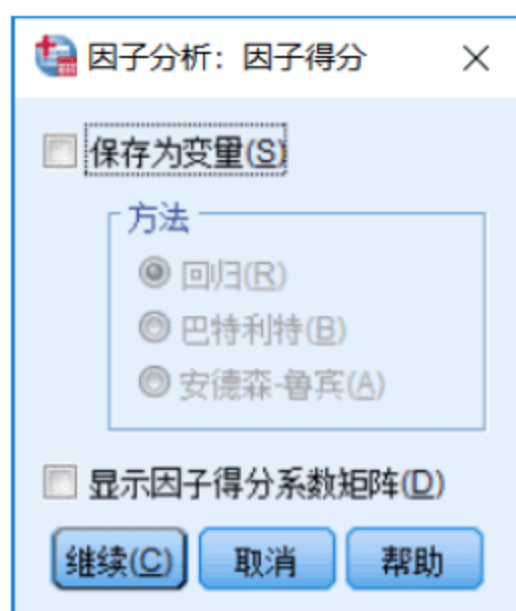 因子分析：因子得分
保存为变量(S)
方法
回归(R)
巴特利特(B)
安德森-鲁宾(A)
显示因子得分系数矩阵(D)
继续(C) 取消 帮助